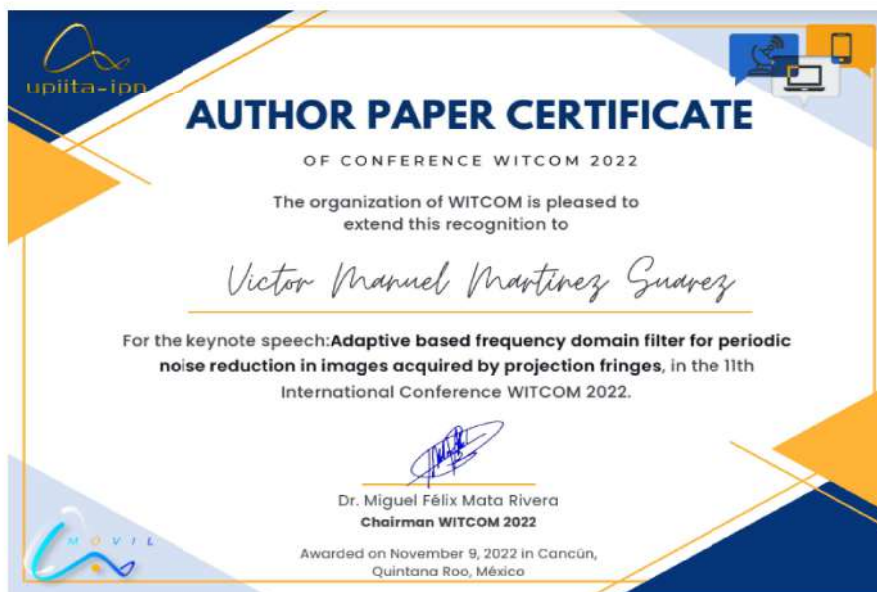 upiita-ipn
AUTHOR PAPER CERTIFICATE
OF CONFERENCE WITCOM 2022
The organization of WITCOM is pleased to
extend this recognition to
Victor Manuel Martínez Suarez
For the keynote speech:Adaptive based frequency domain filter for periodic
noise reduction in images acquired by projection fringes, in the 11th
International Conference WITCOM 2022.
Dr. Miguel Félix Mata Rivera
Chairman WITCOM 2022
Awarded on November 9, 2022 in Cancún,
Quintana Roo, México
MOVIL